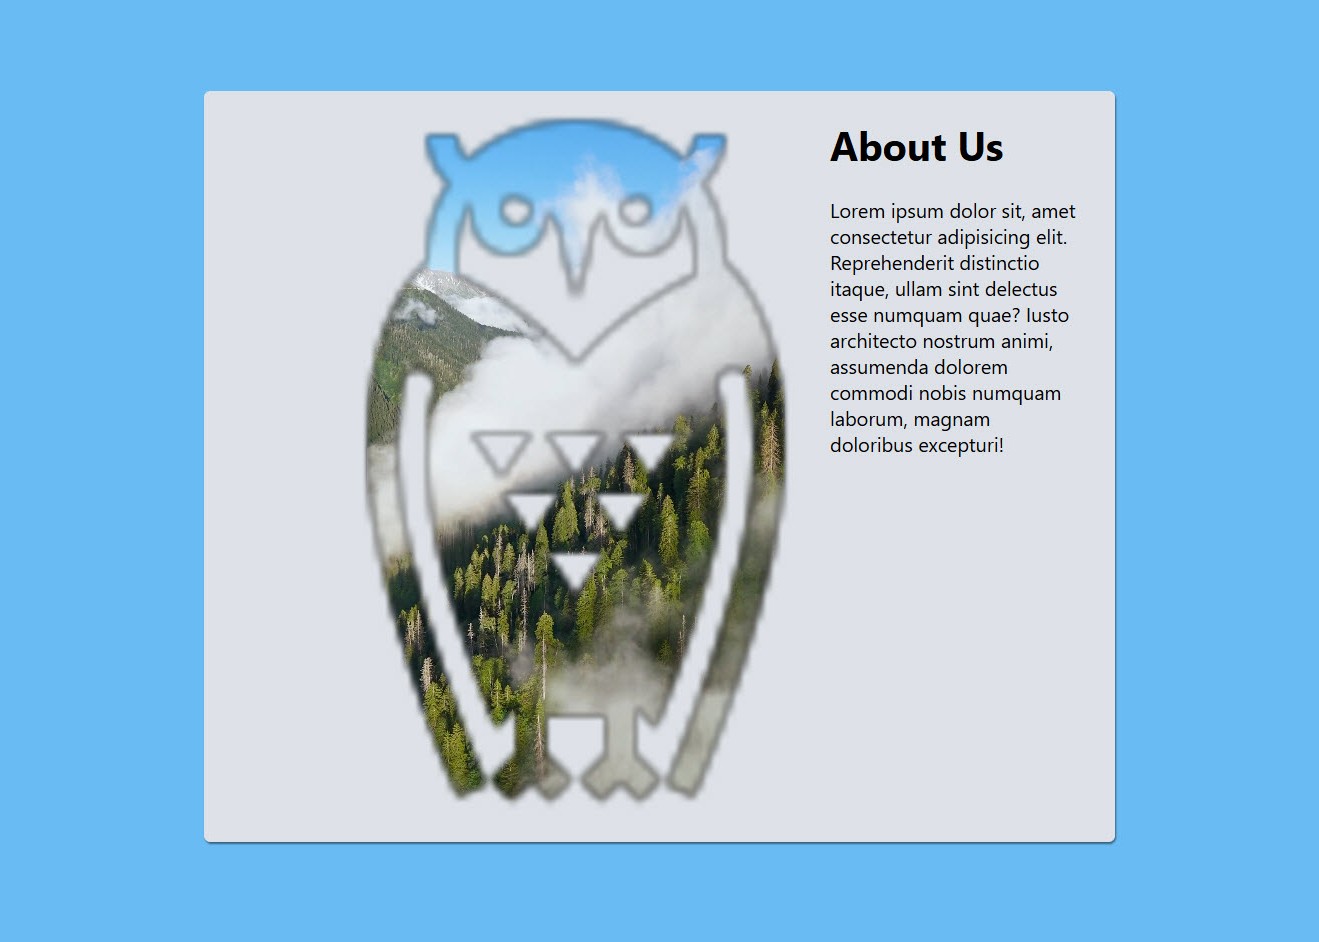 About Us
Lorem ipsum dolor sit, amet
consectetur adipisicing elit.
Reprehenderit distinctio
itaque, ullam sint delectus
esse numquam quae? Iusto
architecto nostrum animi,
assumenda dolorem
commodi nobis numquam
laborum, magnam
doloribus excepturi!